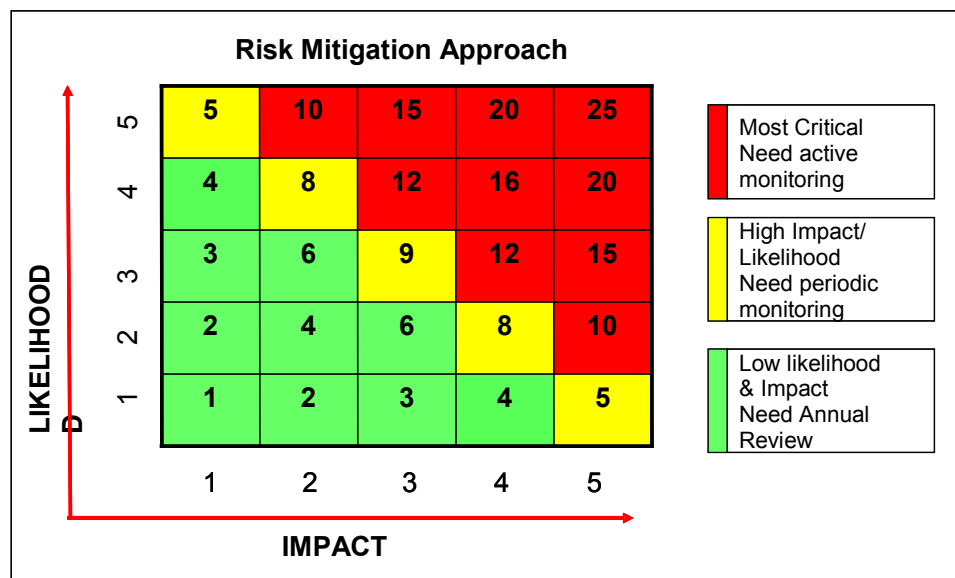 Risk Mitigation Approach
5 5 10 15 20 25
4 4 8 12 16 20
3 3 6 9 12 15
2 2 4 6 8 10
1 1 2 3 4 5
1 2 3 4 5
LIKELIHOO
D
IMPACT
Most Critical
Need active
monitoring
High Impact/
Likelihood
Need periodic
monitoring
Low likelihood
& Impact
Need Annual
Review